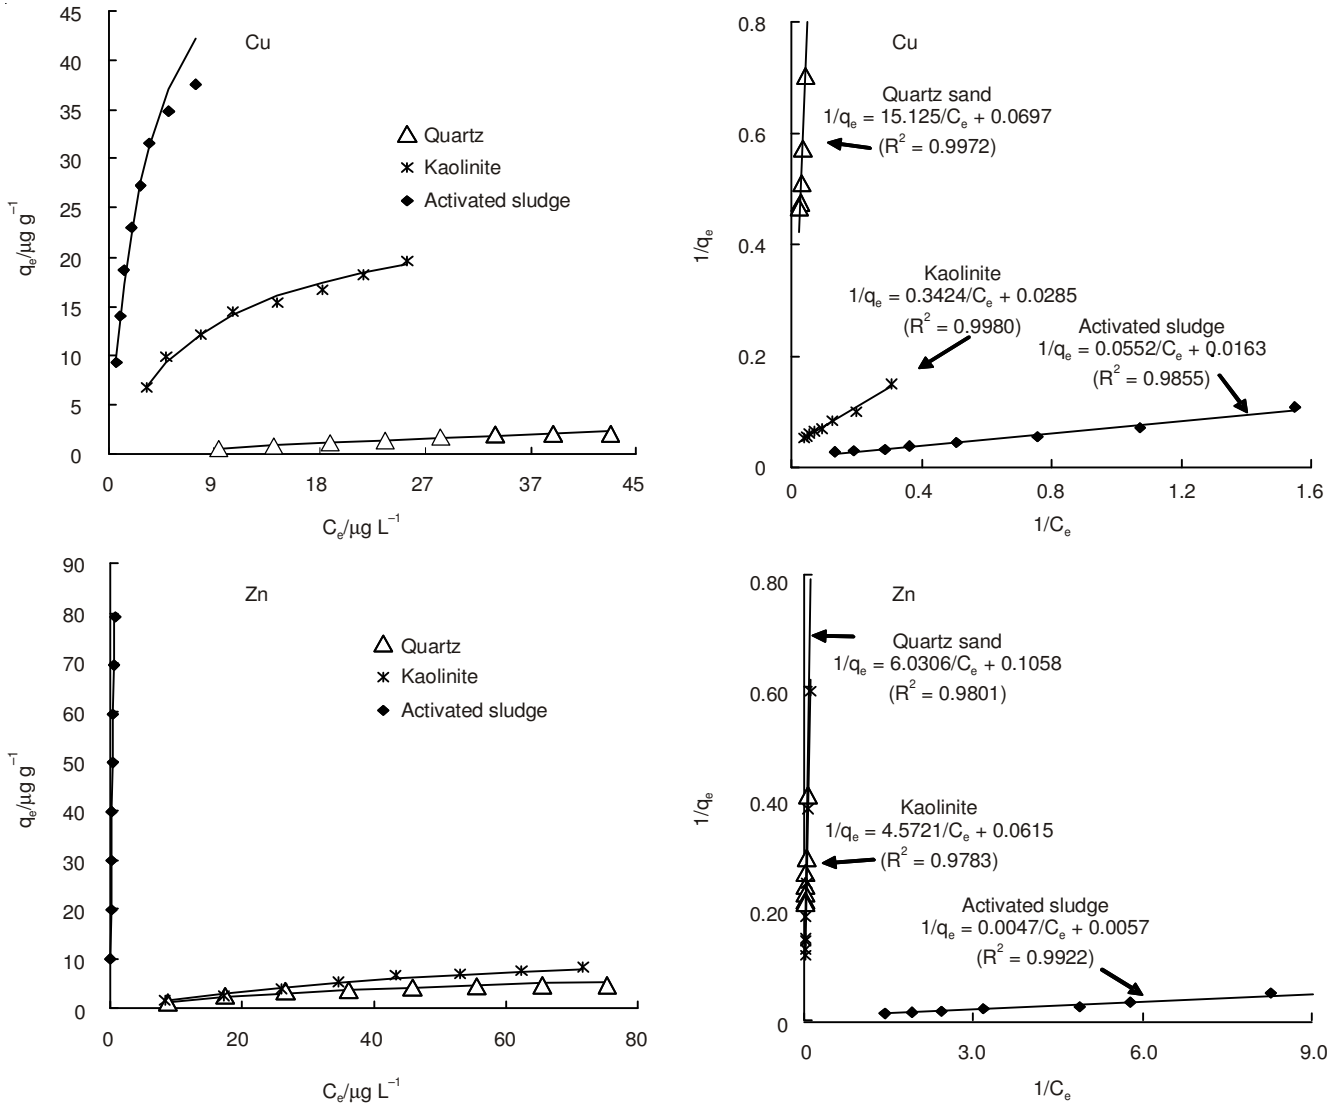 45
40
35
30
25
20
15
10
5
0
qₑ/µg g⁻¹
Cu
Quartz
Kaolinite
Activated sludge
0 9 18 27 37 45
Cₑ/µg L⁻¹
0.8
0.6
0.4
0.2
0
1/qₑ
Cu
Quartz sand
1/qₑ = 15.125/Cₑ + 0.0697
(R² = 0.9972)
Kaolinite
1/qₑ = 0.3424/Cₑ + 0.0285
(R² = 0.9980)
Activated sludge
1/qₑ = 0.0552/Cₑ + 0.0163
(R² = 0.9855)
0 0.4 0.8 1.2 1.6
1/Cₑ
90
80
70
60
50
40
30
20
10
0
qₑ/µg g⁻¹
Zn
Quartz
Kaolinite
Activated sludge
0 20 40 60 80
Cₑ/µg L⁻¹
0.80
0.60
0.40
0.20
0
1/qₑ
Zn
Quartz sand
1/qₑ = 6.0306/Cₑ + 0.1058
(R² = 0.9801)
Kaolinite
1/qₑ = 4.5721/Cₑ + 0.0615
(R² = 0.9783)
Activated sludge
1/qₑ = 0.0047/Cₑ + 0.0057
(R² = 0.9922)
0 3.0 6.0 9.0
1/Cₑ